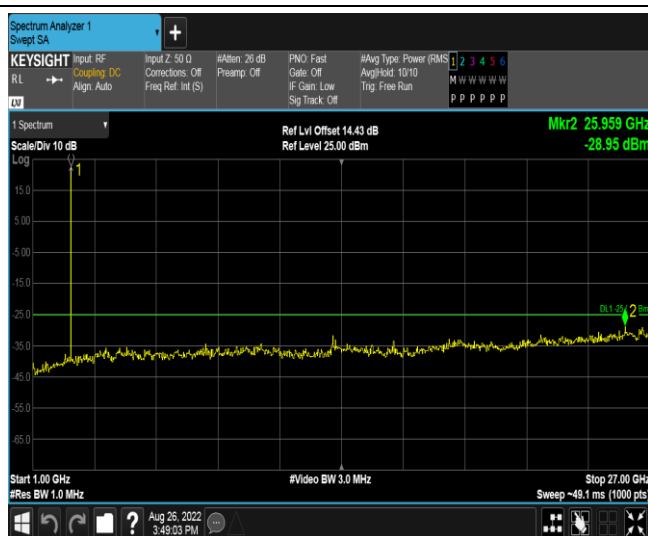 Spectrum Analyzer 1
Swept SA
+
KEYSIGHT
RL
LXI
Input: RF
Coupling: DC
Align: Auto
Input Z: 50 Ω
Corrections: Off
Freq Ref: Int (S)
#Atten: 26 dB
Preamp: Off
PNO: Fast
Gate: Off
IF Gain: Low
Sig Track: Off
#Avg Type: Power (RMS
Avg|Hold: 10/10
Trig: Free Run
1 2 3 4 5 6
M W W W W W
P P P P P P
1 Spectrum
Scale/Div 10 dB
Log
Ref Lvl Offset 14.43 dB
Ref Level 25.00 dBm
Mkr2 25.959 GHz
-28.95 dBm
1
15.0
5.00
-5.00
-15.0
-25.0
DL1 -25
2
-35.0
-45.0
-55.0
-65.0
Start 1.00 GHz
#Res BW 1.0 MHz
#Video BW 3.0 MHz
Stop 27.00 GHz
Sweep ~49.1 ms (1000 pts)
?
Aug 26, 2022
3:49:03 PM